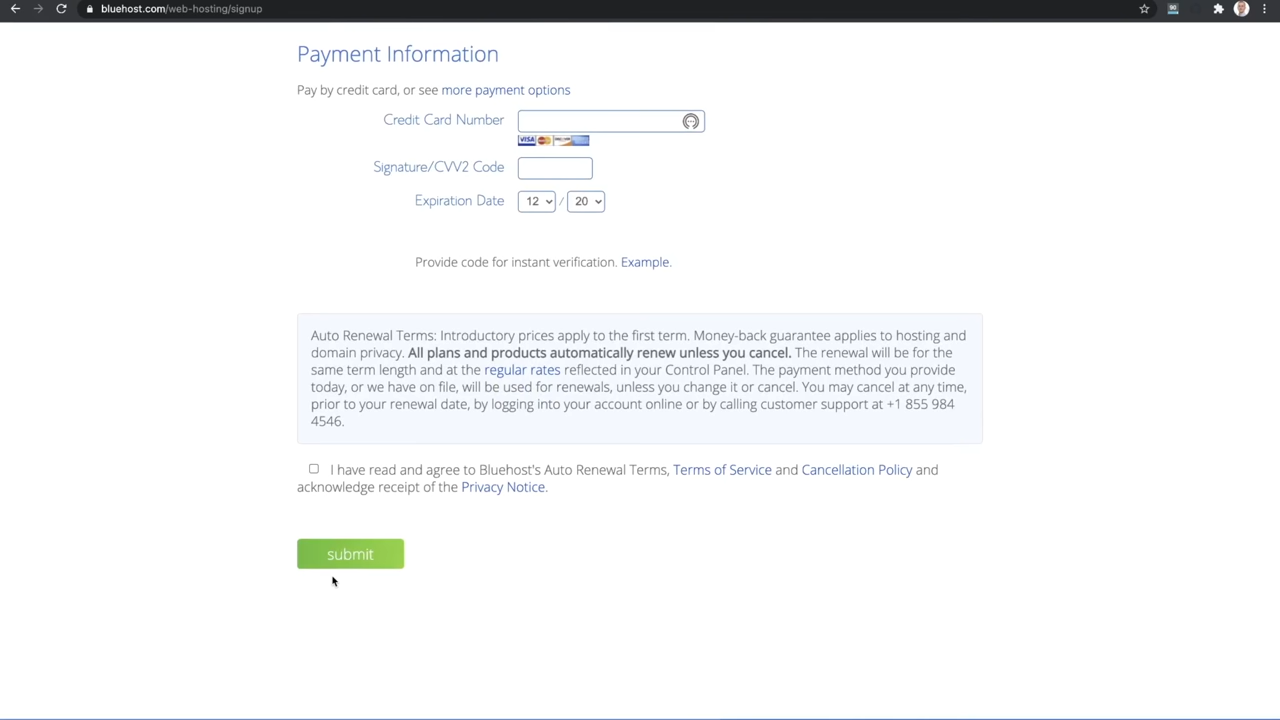 bluehost.com/web-hosting/signup
Payment Information
Pay by credit card, or see more payment options
Credit Card Number
VISA
Signature/CVV2 Code
Expiration Date 12 / 20
Provide code for instant verification. Example.
Auto Renewal Terms: Introductory prices apply to the first term. Money-back guarantee applies to hosting and
domain privacy. All plans and products automatically renew unless you cancel. The renewal will be for the
same term length and at the regular rates reflected in your Control Panel. The payment method you provide
today, or we have on file, will be used for renewals, unless you change it or cancel. You may cancel at any time,
prior to your renewal date, by logging into your account online or by calling customer support at +1 855 984
4546.
I have read and agree to Bluehost's Auto Renewal Terms, Terms of Service and Cancellation Policy and
acknowledge receipt of the Privacy Notice.
submit